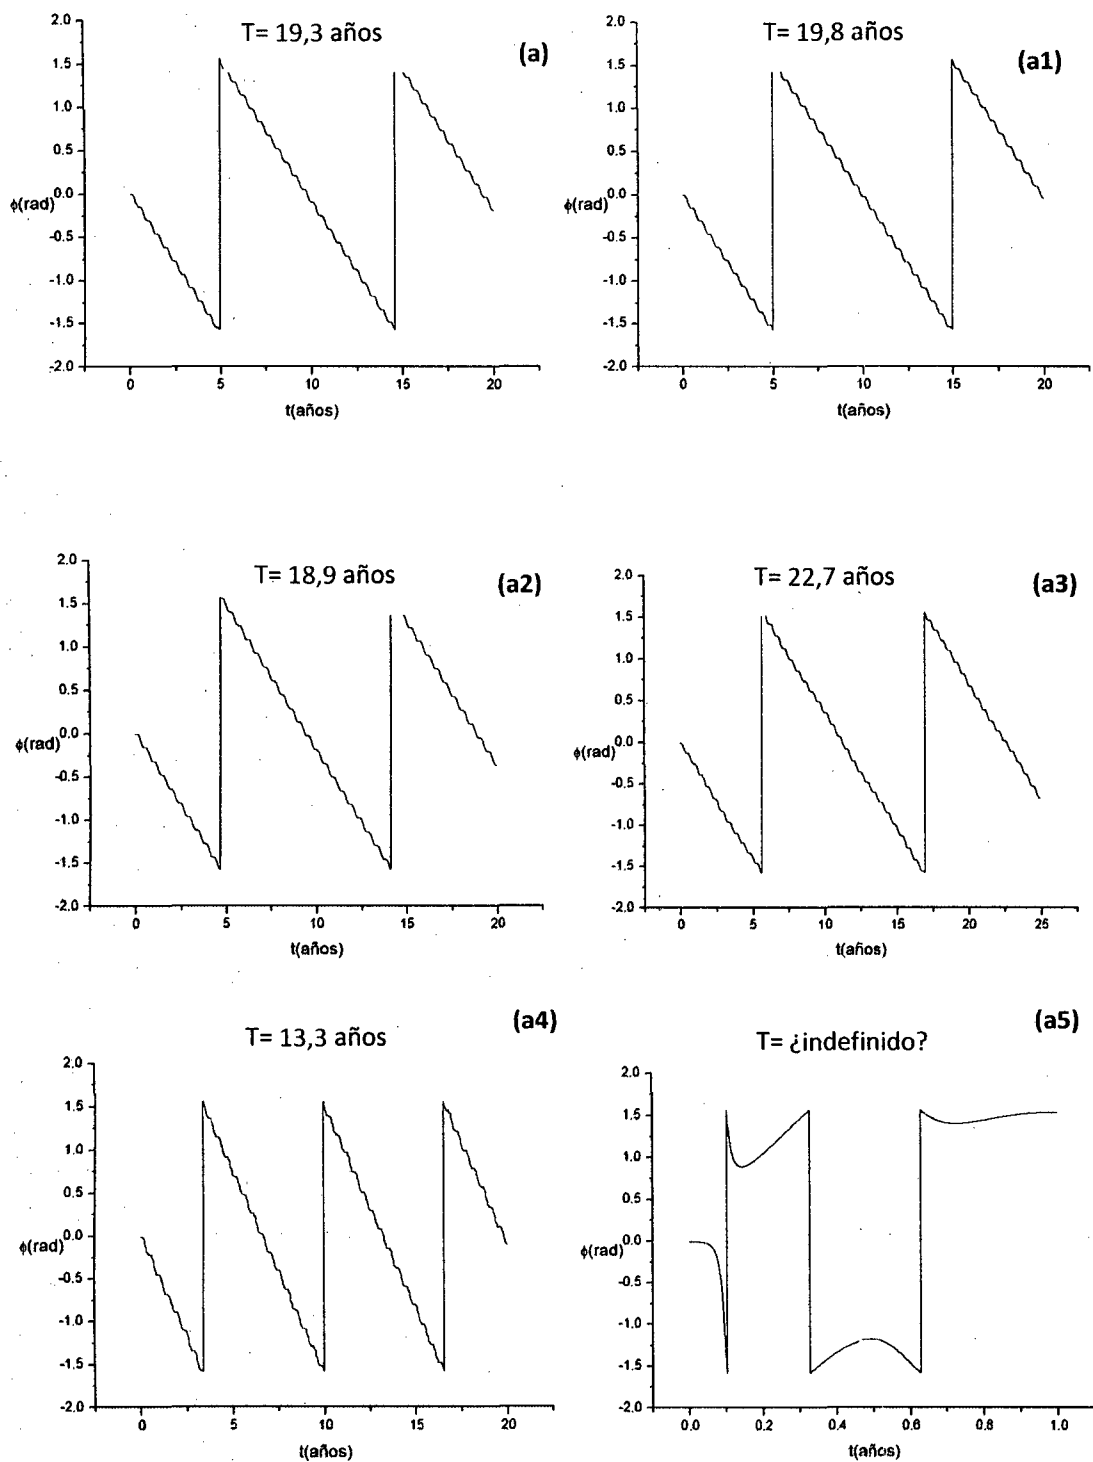 T= 19,3 años
(a)
2.0
1.5
1.0
0.5
ϕ(rad)
0.0
-0.5
-1.0
-1.5
-2.0
0 5 10 15 20
t(años)
T= 19,8 años
(a1)
2.0
1.5
1.0
0.5
ϕ(rad)
0.0
-0.5
-1.0
-1.5
-2.0
0 5 10 15 20
t(años)
T= 18,9 años
(a2)
2.0
1.5
1.0
0.5
ϕ(rad)
0.0
-0.5
-1.0
-1.5
-2.0
0 5 10 15 20
t(años)
T= 22,7 años
(a3)
2.0
1.5
1.0
0.5
ϕ(rad)
0.0
-0.5
-1.0
-1.5
-2.0
0 5 10 15 20 25
t(años)
T= 13,3 años
(a4)
2.0
1.5
1.0
0.5
ϕ(rad)
0.0
-0.5
-1.0
-1.5
-2.0
0 5 10 15 20
t(años)
T= ¿indefinido?
(a5)
2.0
1.5
1.0
0.5
ϕ(rad)
0.0
-0.5
-1.0
-1.5
-2.0
0.0 0.2 0.4 0.6 0.8 1.0
t(años)